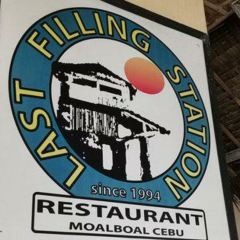 LAST FILLING STATION
since 1994
RESTAURANT
MOALBOAL CEBU